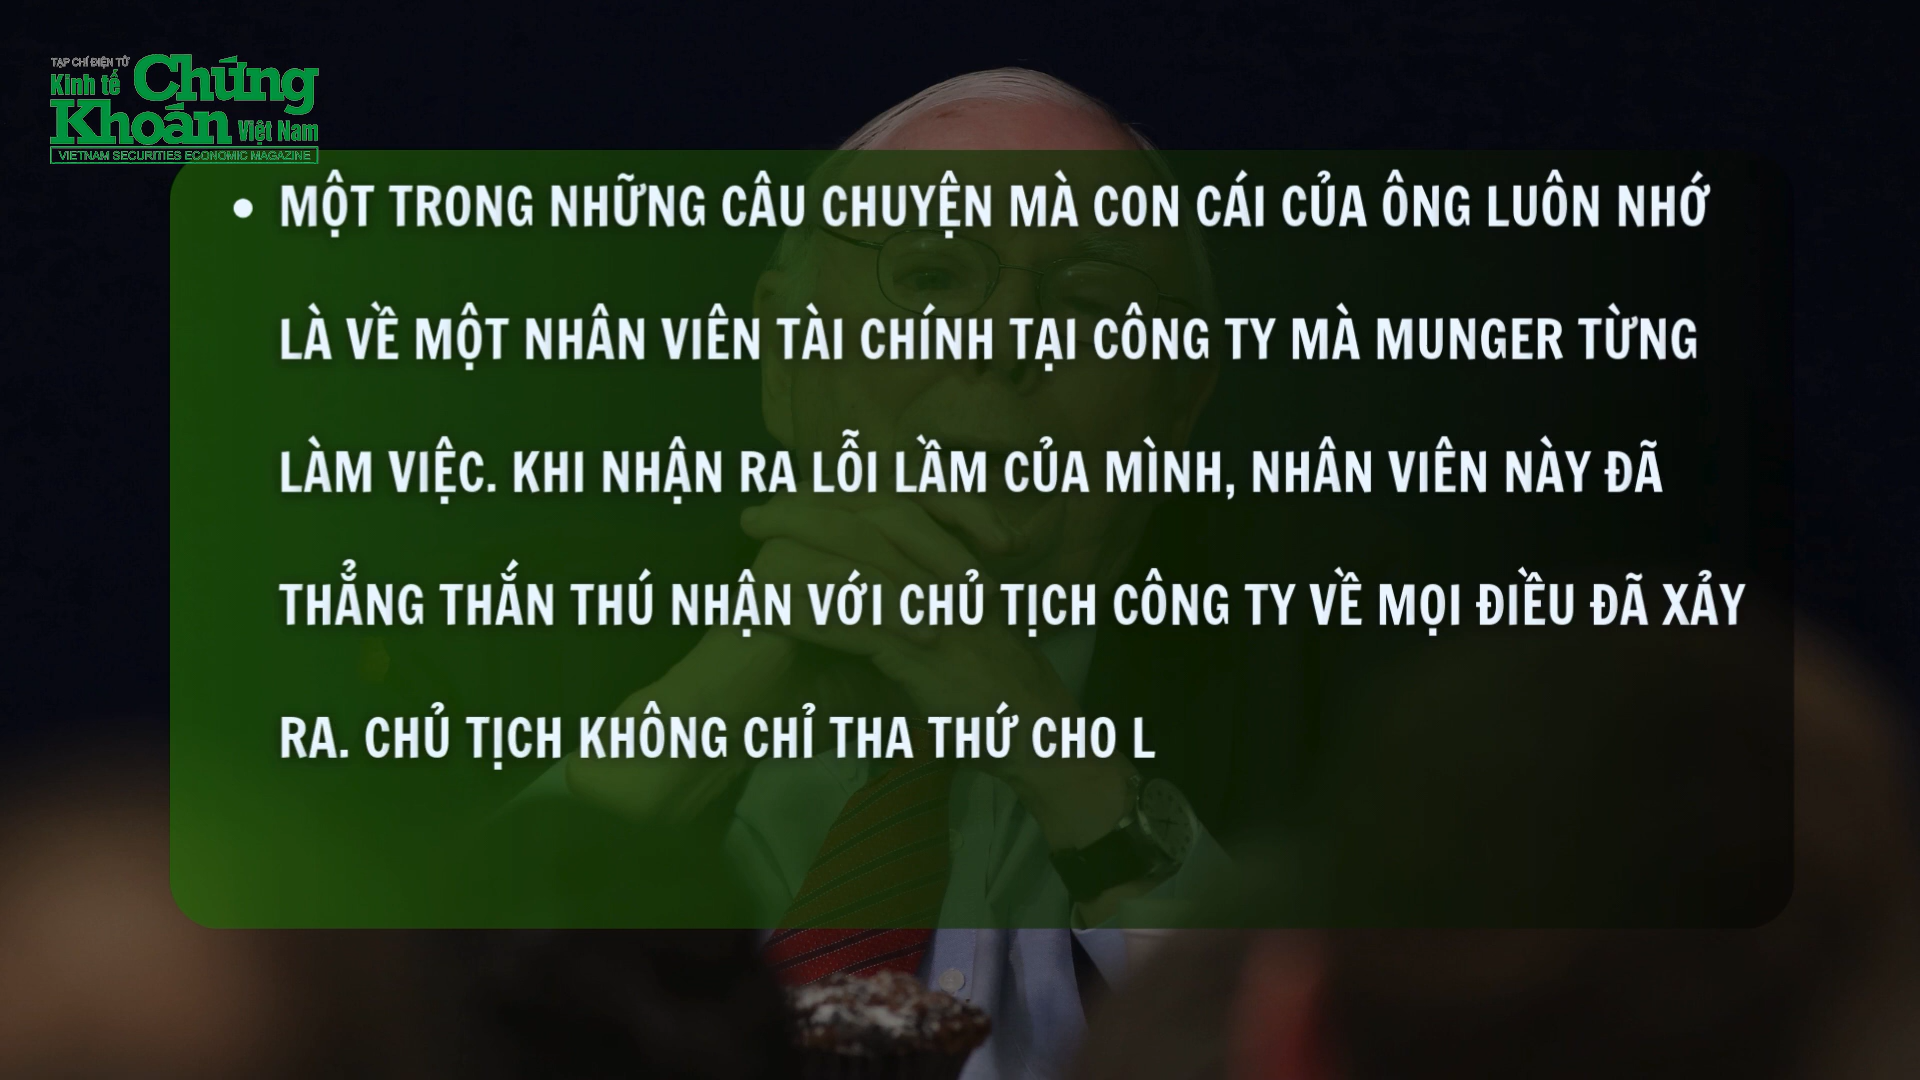 TẠP CHÍ ĐIỆN TỬ
Kinh tế Chứng
Khoán Việt Nam
VIETNAM SECURITIES ECONOMIC MAGAZINE
• MỘT TRONG NHỮNG CÂU CHUYỆN MÀ CON CÁI CỦA ÔNG LUÔN NHỚ
LÀ VỀ MỘT NHÂN VIÊN TÀI CHÍNH TẠI CÔNG TY MÀ MUNGER TỪNG
LÀM VIỆC. KHI NHẬN RA LỖI LẦM CỦA MÌNH, NHÂN VIÊN NÀY ĐÃ
THẲNG THẮN THÚ NHẬN VỚI CHỦ TỊCH CÔNG TY VỀ MỌI ĐIỀU ĐÃ XẢY
RA. CHỦ TỊCH KHÔNG CHỈ THA THỨ CHO L